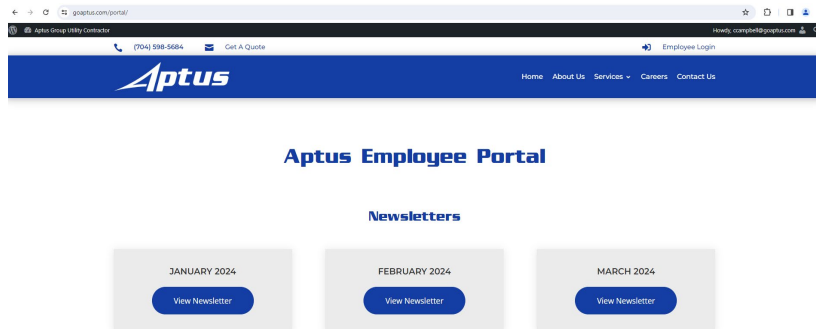 goaptus.com/portal/
Aptus Group Utility Contractor
Howdy, ccampbell@goaptus.com
(704) 598-5684 Get A Quote Employee Login
Aptus
Home About Us Services Careers Contact Us
Aptus Employee Portal
Newsletters
JANUARY 2024 FEBRUARY 2024 MARCH 2024
View Newsletter View Newsletter View Newsletter